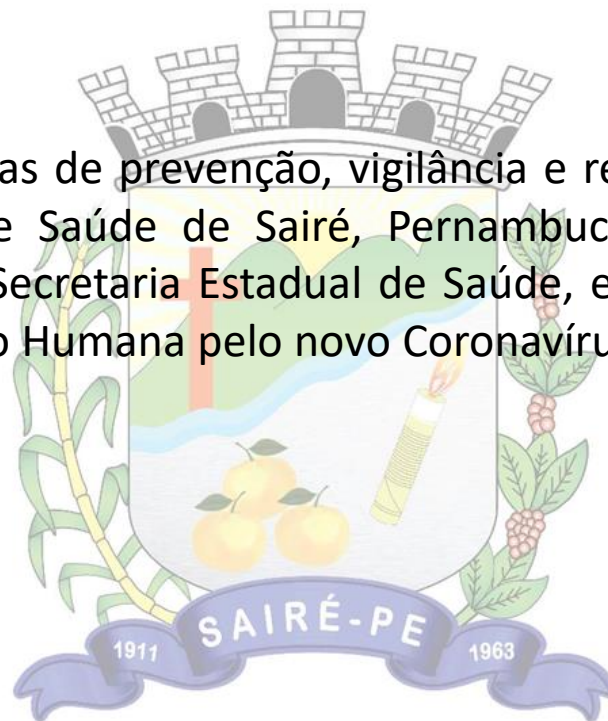 as de prevenção, vigilância e re
e Saúde de Sairé, Pernambuc
Secretaria Estadual de Saúde, e
o Humana pelo novo Coronavíru
SAIRÉ-PE
1911
1963